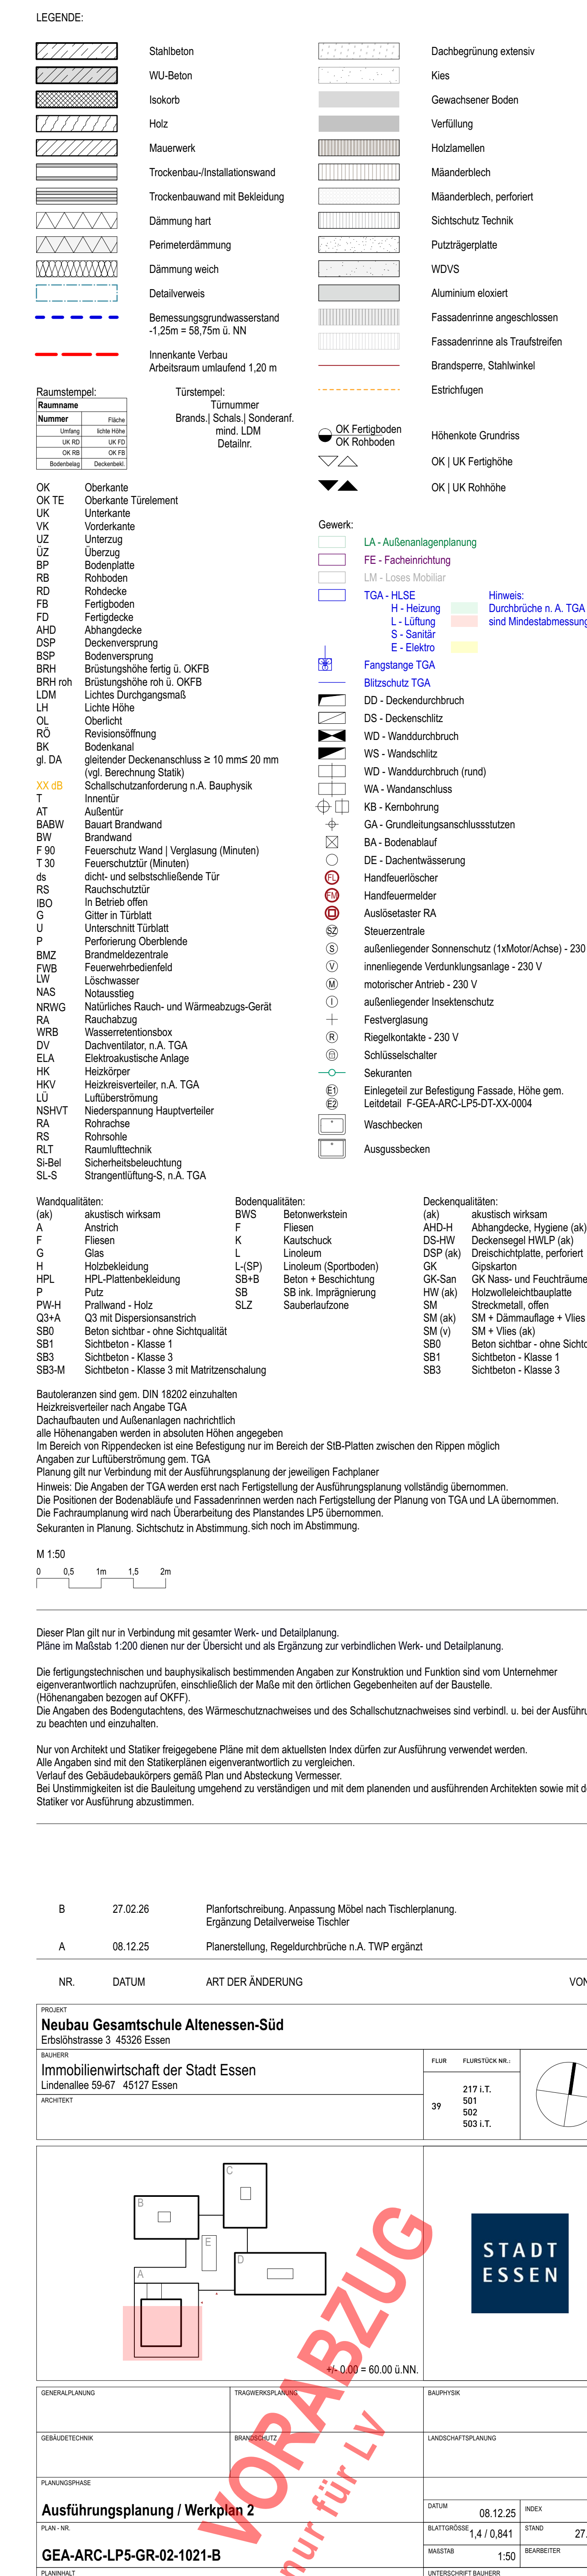 LEGENDE:
Stahlbeton
WU-Beton
Isokorb
Holz
Mauerwerk
Trockenbau-/Installationswand
Trockenbauwand mit Bekleidung
Dämmung hart
Perimeterdämmung
Dämmung weich
Detailverweis
Bemessungsgrundwasserstand
-1,25m = 58,75m ü. NN
Innenkante Verbau
Arbeitsraum umlaufend 1,20 m
Dachbegrünung extensiv
Kies
Gewachsener Boden
Verfüllung
Holzlamellen
Mäanderblech
Mäanderblech, perforiert
Sichtschutz Technik
Putzträgerplatte
WDVS
Aluminium eloxiert
Fassadenrinne angeschlossen
Fassadenrinne als Traufstreifen
Brandsperre, Stahlwinkel
Estrichfugen
Raumstempel:
Raumname
Nummer Fläche
Umfang lichte Höhe
UK RD UK FD
OK RB OK FB
Bodenbelag Deckenbekl.
Türstempel:
Türnummer
Brands.| Schals.| Sonderanf.
mind. LDM
Detailnr.
OK Fertigboden
OK Rohboden
Höhenkote Grundriss
OK | UK Fertighöhe
OK | UK Rohhöhe
OK Oberkante
OK TE Oberkante Türelement
UK Unterkante
VK Vorderkante
UZ Unterzug
ÜZ Überzug
BP Bodenplatte
RB Rohboden
RD Rohdecke
FB Fertigboden
FD Fertigdecke
AHD Abhangdecke
DSP Deckenversprung
BSP Bodenversprung
BRH Brüstungshöhe fertig ü. OKFB
BRH roh Brüstungshöhe roh ü. OKFB
LDM Lichtes Durchgangsmaß
LH Lichte Höhe
OL Oberlicht
RÖ Revisionsöffnung
BK Bodenkanal
gl. DA gleitender Deckenanschluss ≥ 10 mm≤ 20 mm
(vgl. Berechnung Statik)
XX dB Schallschutzanforderung n.A. Bauphysik
T Innentür
AT Außentür
BABW Bauart Brandwand
BW Brandwand
F 90 Feuerschutz Wand | Verglasung (Minuten)
T 30 Feuerschutztür (Minuten)
ds dicht- und selbstschließende Tür
RS Rauchschutztür
IBO In Betrieb offen
G Gitter in Türblatt
U Unterschnitt Türblatt
P Perforierung Oberblende
BMZ Brandmeldezentrale
FWB Feuerwehrbedienfeld
LW Löschwasser
NAS Notausstieg
NRWG Natürliches Rauch- und Wärmeabzugs-Gerät
RA Rauchabzug
WRB Wasserretentionsbox
DV Dachventilator, n.A. TGA
ELA Elektroakustische Anlage
HK Heizkörper
HKV Heizkreisverteiler, n.A. TGA
LÜ Luftüberströmung
NSHVT Niederspannung Hauptverteiler
RA Rohrachse
RS Rohrsohle
RLT Raumlufttechnik
Si-Bel Sicherheitsbeleuchtung
SL-S Strangentlüftung-S, n.A. TGA
Gewerk:
LA - Außenanlagenplanung
FE - Facheinrichtung
LM - Loses Mobiliar
TGA - HLSE
H - Heizung
L - Lüftung
S - Sanitär
E - Elektro
Hinweis:
Durchbrüche n. A. TGA
sind Mindestabmessung
Fangstange TGA
Blitzschutz TGA
DD - Deckendurchbruch
DS - Deckenschlitz
WD - Wanddurchbruch
WS - Wandschlitz
WD - Wanddurchbruch (rund)
WA - Wandanschluss
KB - Kernbohrung
GA - Grundleitungsanschlussstutzen
BA - Bodenablauf
DE - Dachentwässerung
FL Handfeuerlöscher
FM Handfeuermelder
Auslösetaster RA
SZ Steuerzentrale
S außenliegender Sonnenschutz (1xMotor/Achse) - 230
V innenliegende Verdunklungsanlage - 230 V
M motorischer Antrieb - 230 V
I außenliegender Insektenschutz
Festverglasung
R Riegelkontakte - 230 V
Schlüsselschalter
Sekuranten
E1 Einlegeteil zur Befestigung Fassade, Höhe gem.
E2 Leitdetail F-GEA-ARC-LP5-DT-XX-0004
Waschbecken
Ausgussbecken
Wandqualitäten:
(ak) akustisch wirksam
A Anstrich
F Fliesen
G Glas
H Holzbekleidung
HPL HPL-Plattenbekleidung
P Putz
PW-H Prallwand - Holz
Q3+A Q3 mit Dispersionsanstrich
SB0 Beton sichtbar - ohne Sichtqualität
SB1 Sichtbeton - Klasse 1
SB3 Sichtbeton - Klasse 3
SB3-M Sichtbeton - Klasse 3 mit Matritzenschalung
Bodenqualitäten:
BWS Betonwerkstein
F Fliesen
K Kautschuck
L Linoleum
L-(SP) Linoleum (Sportboden)
SB+B Beton + Beschichtung
SB SB ink. Imprägnierung
SLZ Sauberlaufzone
Deckenqualitäten:
(ak) akustisch wirksam
AHD-H Abhangdecke, Hygiene (ak)
DS-HW Deckensegel HWLP (ak)
DSP (ak) Dreischichtplatte, perforiert
GK Gipskarton
GK-San GK Nass- und Feuchträume
HW (ak) Holzwolleleichtbauplatte
SM Streckmetall, offen
SM (ak) SM + Dämmauflage + Vlies
SM (v) SM + Vlies (ak)
SB0 Beton sichtbar - ohne Sichtq
SB1 Sichtbeton - Klasse 1
SB3 Sichtbeton - Klasse 3
Bautoleranzen sind gem. DIN 18202 einzuhalten
Heizkreisverteiler nach Angabe TGA
Dachaufbauten und Außenlagen nachrichtlich
alle Höhenangaben werden in absoluten Höhen angegeben
Im Bereich von Rippendecken ist eine Befestigung nur im Bereich der StB-Platten zwischen den Rippen möglich
Angaben zur Luftüberströmung gem. TGA
Planung gilt nur Verbindung mit der Ausführungsplanung der jeweiligen Fachplaner
Hinweis: Die Angaben der TGA werden erst nach Fertigstellung der Ausführungsplanung vollständig übernommen.
Die Positionen der Bodenabläufe und Fassadenrinnen werden nach Fertigstellung der Planung von TGA und LA übernommen.
Die Fachraumplanung wird nach Überarbeitung des Planstandes LP5 übernommen.
Sekuranten in Planung. Sichtschutz in Abstimmung. sich noch im Abstimmung.
M 1:50
0 0,5 1m 1,5 2m
Dieser Plan gilt nur in Verbindung mit gesamter Werk- und Detailplanung.
Pläne im Maßstab 1:200 dienen nur der Übersicht und als Ergänzung zur verbindlichen Werk- und Detailplanung.
Die fertigungstechnischen und bauphysikalisch bestimmenden Angaben zur Konstruktion und Funktion sind vom Unternehmer
eigenverantwortlich nachzuprüfen, einschließlich der Maße mit den örtlichen Gegebenheiten auf der Baustelle.
(Höhenangaben bezogen auf OKFF).
Die Angaben des Bodengutachtens, des Wärmeschutznachweises und des Schallschutznachweises sind verbindl. u. bei der Ausführu
zu beachten und einzuhalten.
Nur von Architekt und Statiker freigegebene Pläne mit dem aktuellsten Index dürfen zur Ausführung verwendet werden.
Alle Angaben sind mit den Statikerplänen eigenverantwortlich zu vergleichen.
Verlauf des Gebäudebaukörpers gemäß Plan und Absteckung Vermesser.
Bei Unstimmigkeiten ist die Bauleitung umgehend zu verständigen und mit dem planenden und ausführenden Architekten sowie mit d
Statiker vor Ausführung abzustimmen.
B 27.02.26 Planfortschreibung. Anpassung Möbel nach Tischlerplanung.
Ergänzung Detailverweise Tischler
A 08.12.25 Planerstellung, Regeldurchbrüche n.A. TWP ergänzt
NR. DATUM ART DER ÄNDERUNG VON
PROJEKT
Neubau Gesamtschule Altenessen-Süd
Erbslöhstrasse 3 45326 Essen
BAUHERR
Immobilienwirtschaft der Stadt Essen
Lindenallee 59-67 45127 Essen
ARCHITEKT
FLUR FLURSTÜCK NR.:
39
217 i.T.
501
502
503 i.T.
C
B
E
D
A
+/- 0.00 = 60.00 ü.NN.
STADT
ESSEN
VORABZUG
nur für LV
GENERALPLANUNG TRAGWERKSPLANUNG BAUPHYSIK
GEBÄUDETECHNIK BRANDSCHUTZ LANDSCHAFTSPLANUNG
PLANUNGSPHASE
Ausführungsplanung / Werkplan 2
DATUM 08.12.25 INDEX
PLAN - NR.
GEA-ARC-LP5-GR-02-1021-B
BLATTGRÖSSE 1,4 / 0,841 STAND 27.
MAßSTAB 1:50 BEARBEITER
PLANINHALT UNTERSCHRIFT BAUHERR